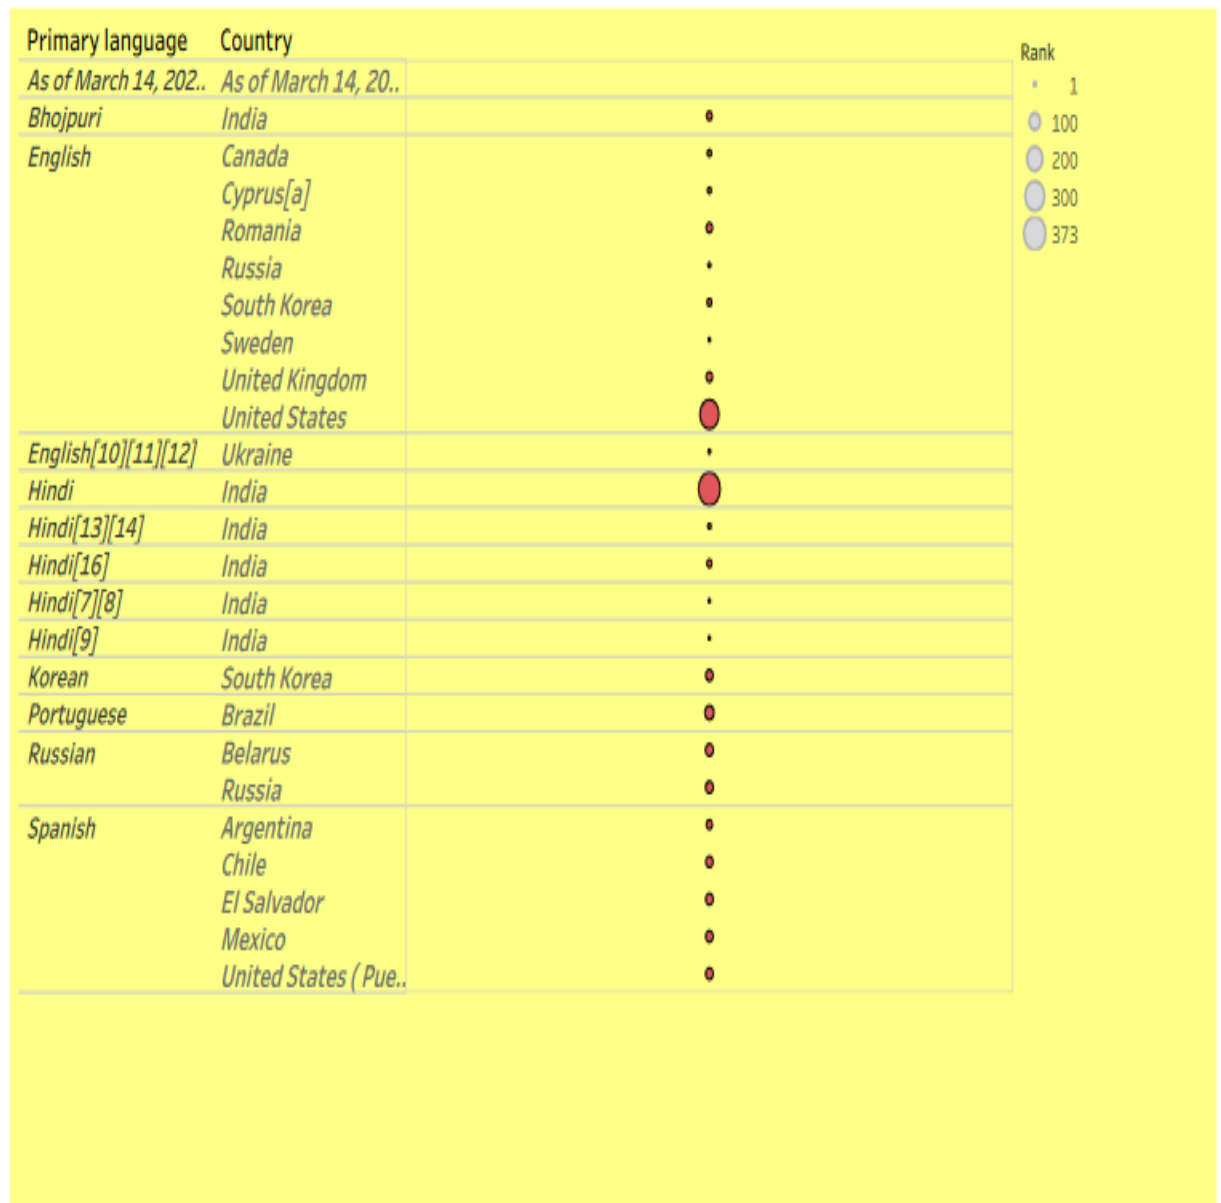 Primary language Country
As of March 14, 202.. As of March 14, 20..
Bhojpuri India
English Canada
Cyprus[a]
Romania
Russia
South Korea
Sweden
United Kingdom
United States
English[10][11][12] Ukraine
Hindi India
Hindi[13][14] India
Hindi[16] India
Hindi[7][8] India
Hindi[9] India
Korean South Korea
Portuguese Brazil
Russian Belarus
Russia
Spanish Argentina
Chile
El Salvador
Mexico
United States ( Pue..
Rank
1
100
200
300
373